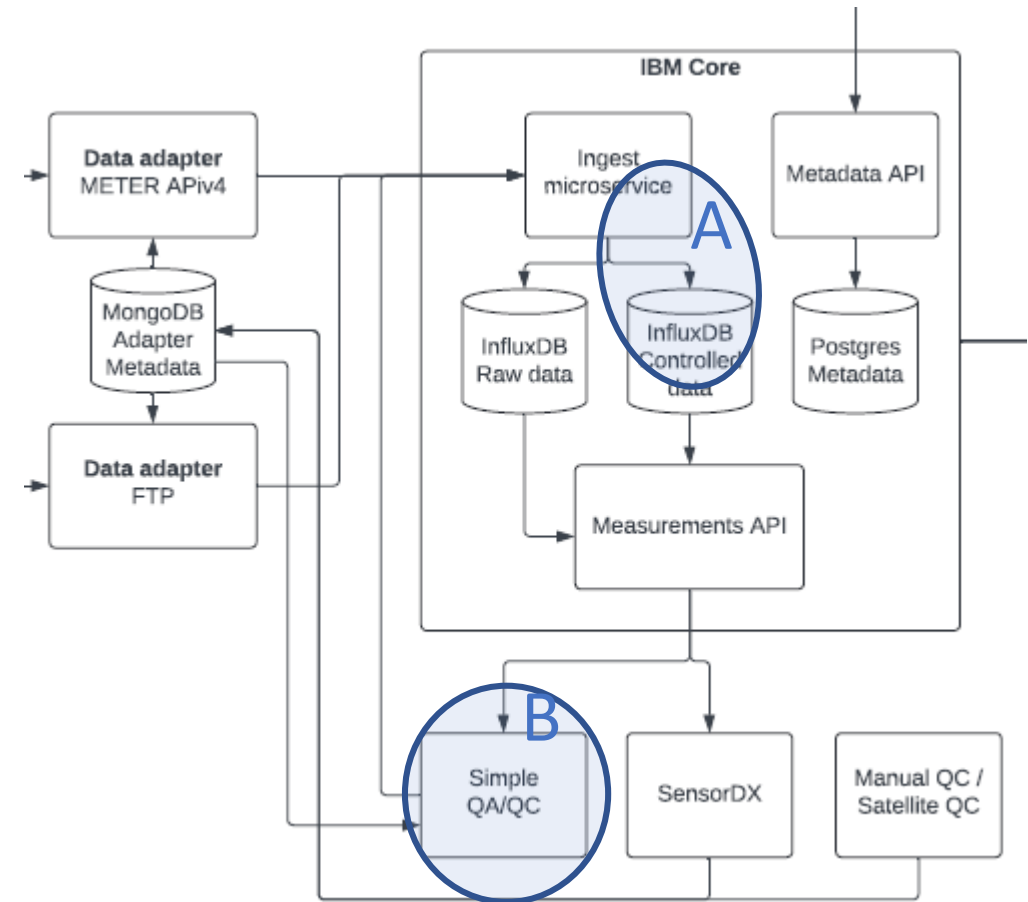 IBM Core
Data adapter
METER APiv4
Ingest
microservice
A
Metadata API
MongoDB
Adapter
Metadata
InfluxDB
Raw data
InfluxDB
Controlled
data
Postgres
Metadata
Data adapter
FTP
Measurements API
B
Simple
QA/QC
SensorDX
Manual QC /
Satellite QC